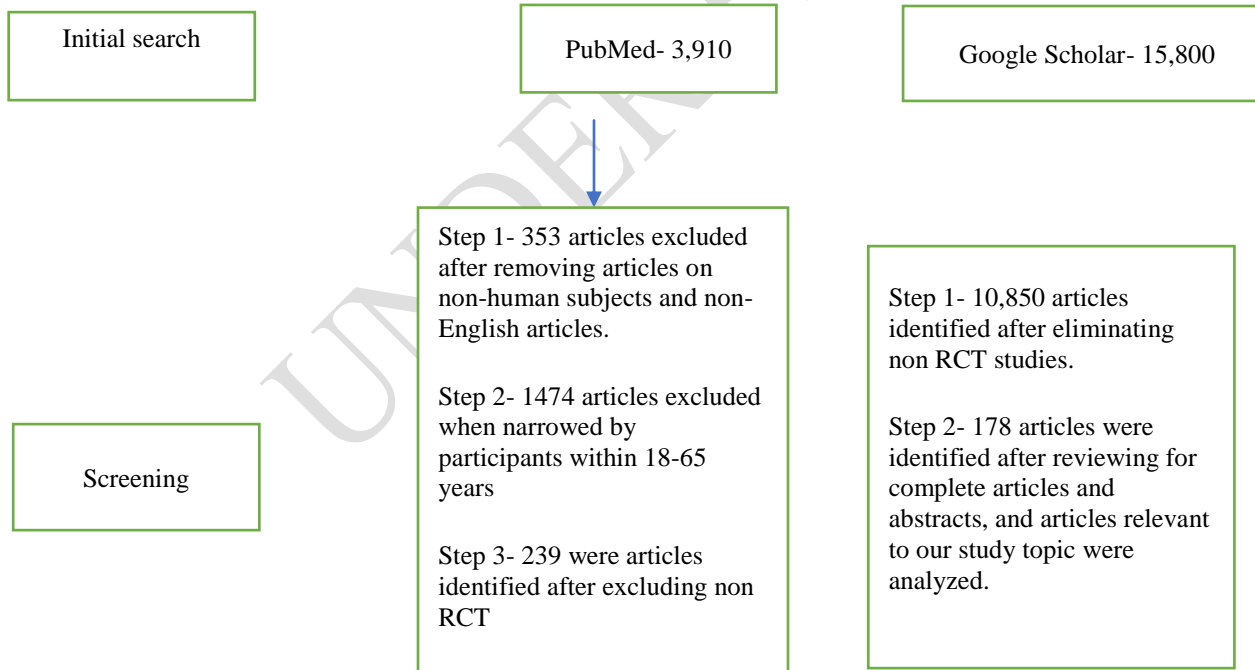 Initial search
PubMed- 3,910
Google Scholar- 15,800
Step 1- 353 articles excluded
after removing articles on
non-human subjects and non-
English articles.
Step 2- 1474 articles excluded
when narrowed by
participants within 18-65
years
Step 3- 239 were articles
identified after excluding non
RCT
Step 1- 10,850 articles
identified after eliminating
non RCT studies.
Step 2- 178 articles were
identified after reviewing for
complete articles and
abstracts, and articles relevant
to our study topic were
analyzed.
Screening
UNDER